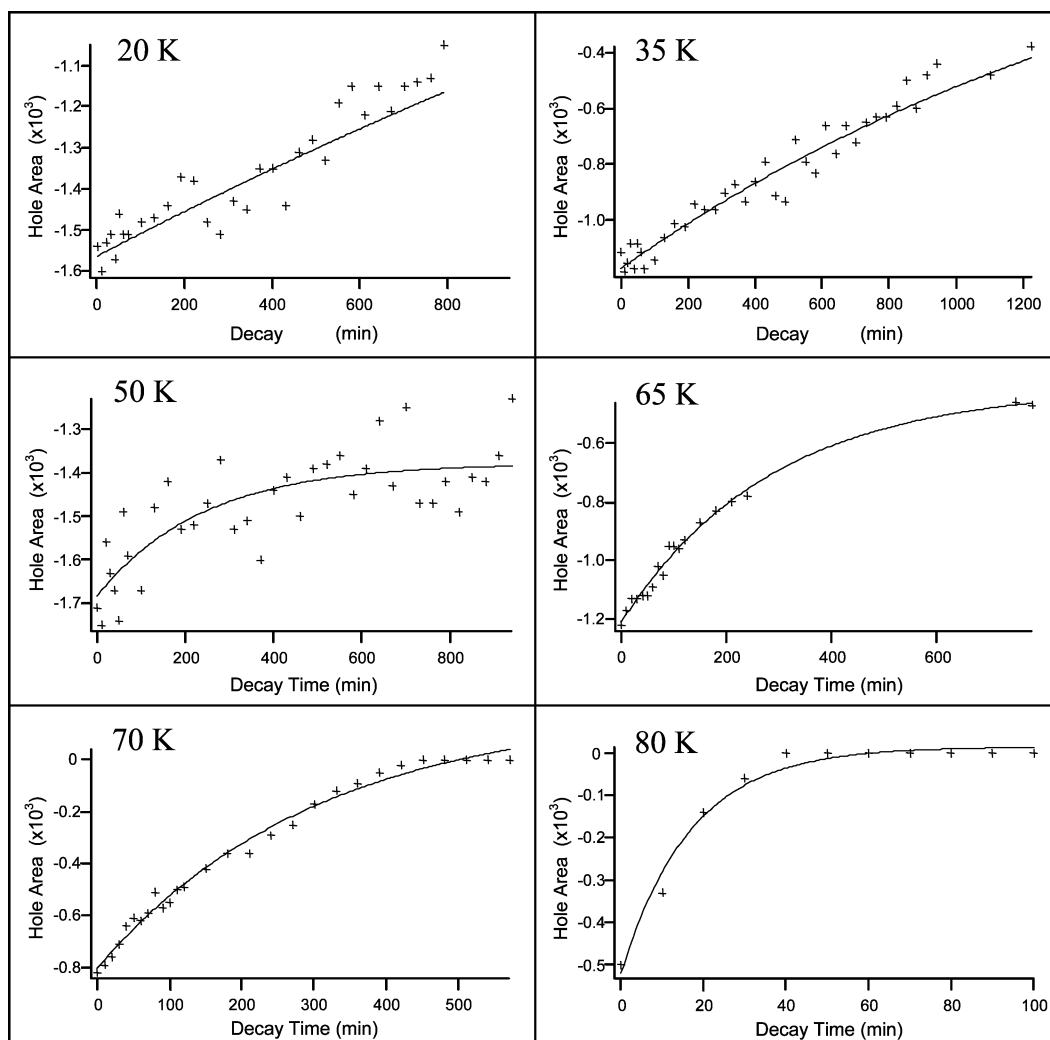 20 K
Hole Area (x10³)
-1.1
-1.2
-1.3
-1.4
-1.5
-1.6
0 200 400 600 800
Decay (min)
35 K
Hole Area (x10³)
-0.4
-0.6
-0.8
-1.0
0 200 400 600 800 1000 1200
Decay (min)
50 K
Hole Area (x10³)
-1.3
-1.4
-1.5
-1.6
-1.7
0 200 400 600 800
Decay Time (min)
65 K
Hole Area (x10³)
-0.6
-0.8
-1.0
-1.2
0 200 400 600
Decay Time (min)
70 K
Hole Area (x10³)
0
-0.2
-0.4
-0.6
-0.8
0 100 200 300 400 500
Decay Time (min)
80 K
Hole Area (x10³)
0
-0.1
-0.2
-0.3
-0.4
-0.5
0 20 40 60 80 100
Decay Time (min)